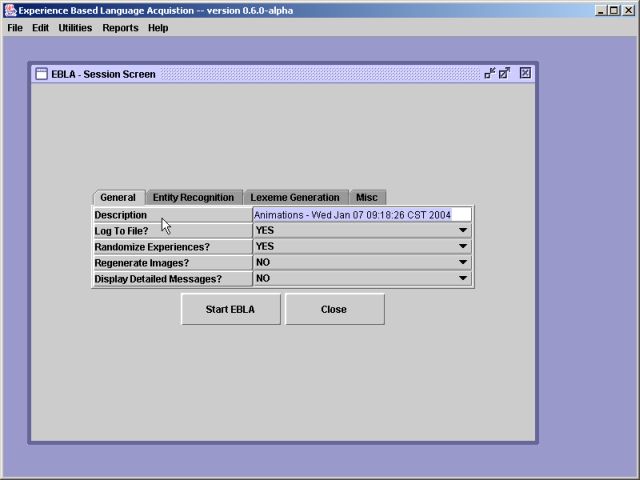 Experience Based Language Acquistion -- version 0.6.0-alpha
File Edit Utilities Reports Help
EBLA - Session Screen
General Entity Recognition Lexeme Generation Misc
Description Animations - Wed Jan 07 09:18:26 CST 2004
Log To File? YES
Randomize Experiences? YES
Regenerate Images? NO
Display Detailed Messages? NO
Start EBLA Close